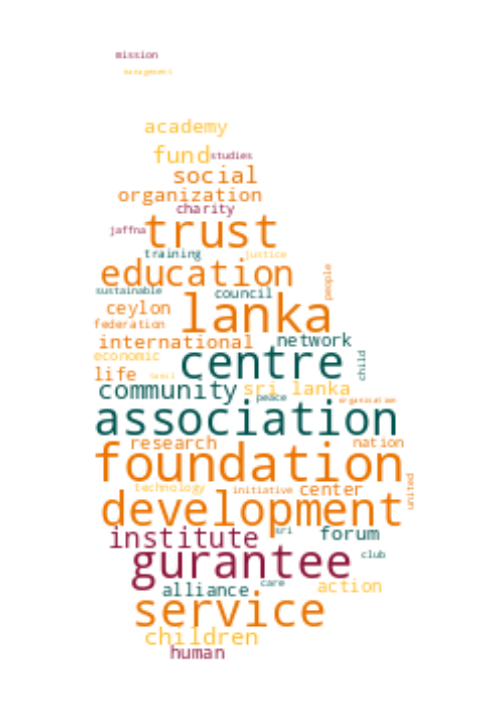 mission
management
academy
fund studies
social
organization
charity
jaffna trust
training justice
education people
sustainable council
ceylon lanka
federation
international network
economic centre child
life tamil
community sri lanka
peace organisation
association
research nation
foundation
technology initiative center united
development
institute sri forum
gurantee club
alliance care action
service
children
human